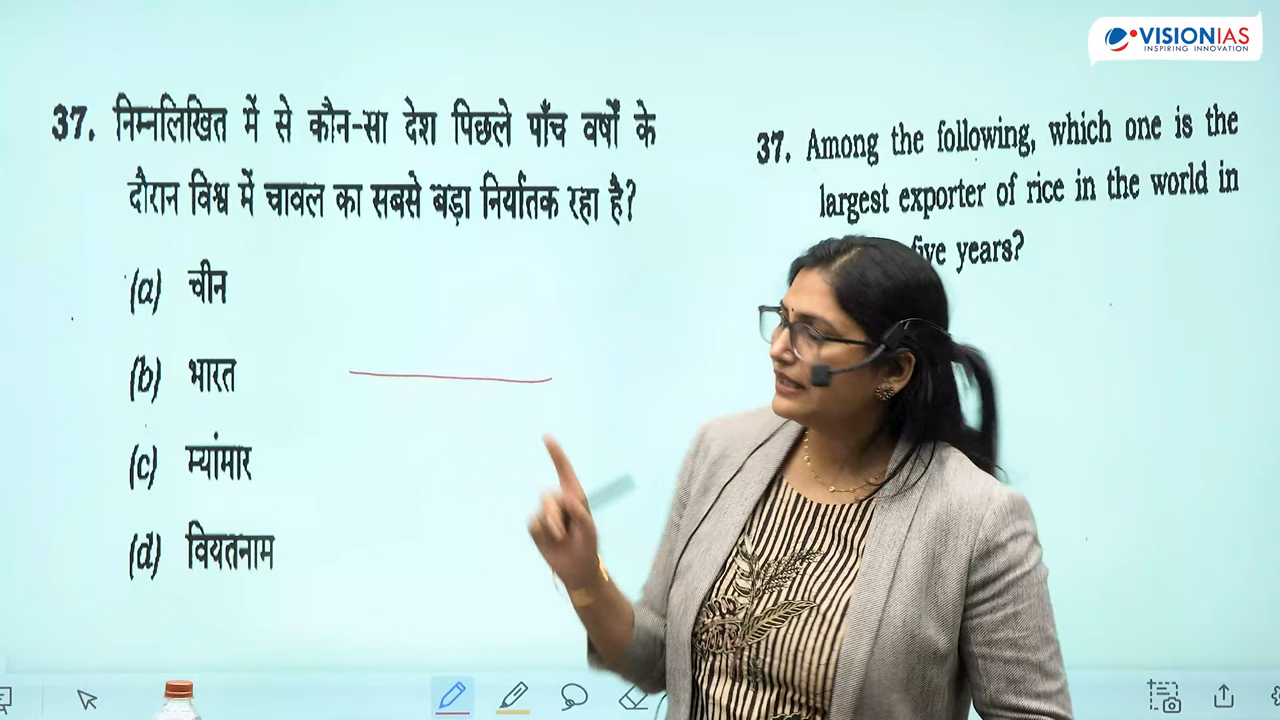 VISIONIAS
INSPIRING INNOVATION
37. निम्नलिखित में से कौन-सा देश पिछले पाँच वर्षों के
दौरान विश्व में चावल का सबसे बड़ा निर्यातक रहा है?
(a) चीन
(b) भारत
(c) म्यांमार
(d) वियतनाम
37. Among the following, which one is the
largest exporter of rice in the world in
five years?